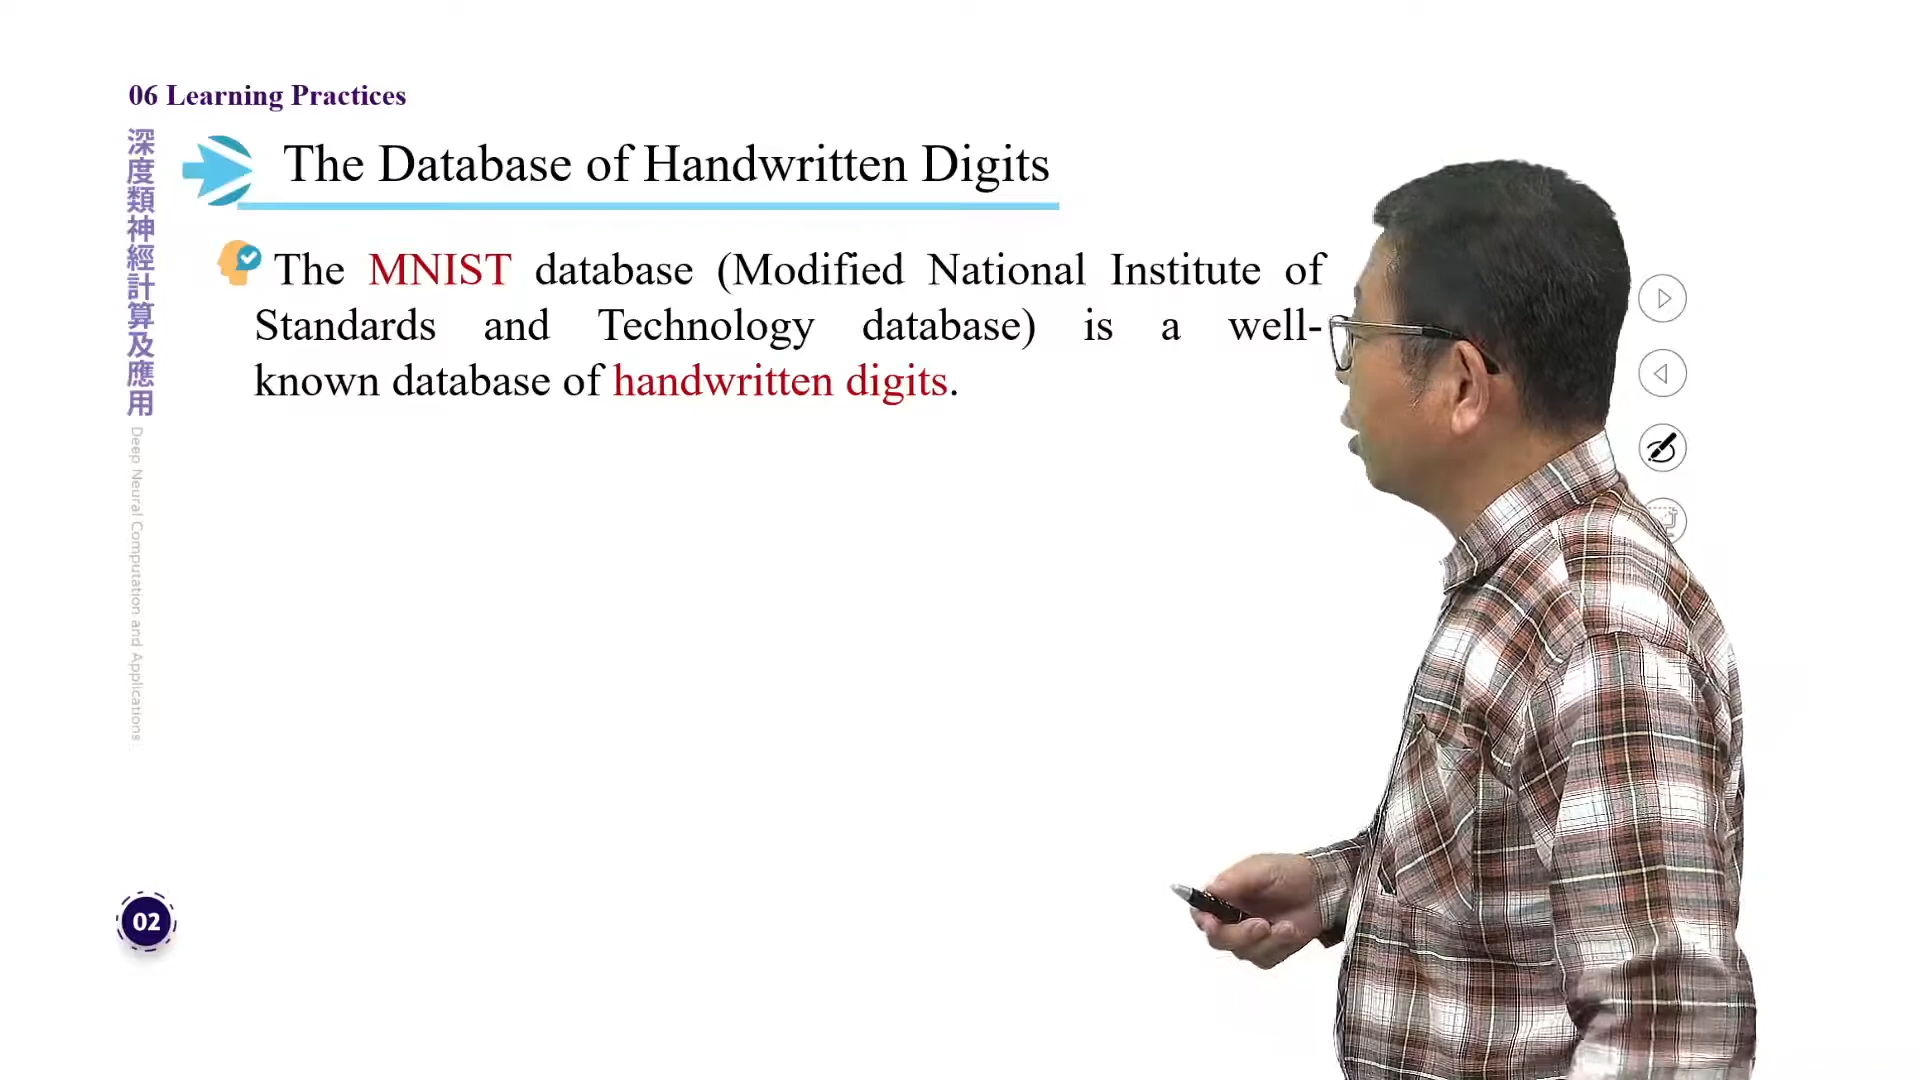 06 Learning Practices
深度類神經計算及應用
Deep Neural Computation and Applications
The Database of Handwritten Digits
The MNIST database (Modified National Institute of
Standards and Technology database) is a well-
known database of handwritten digits.
02